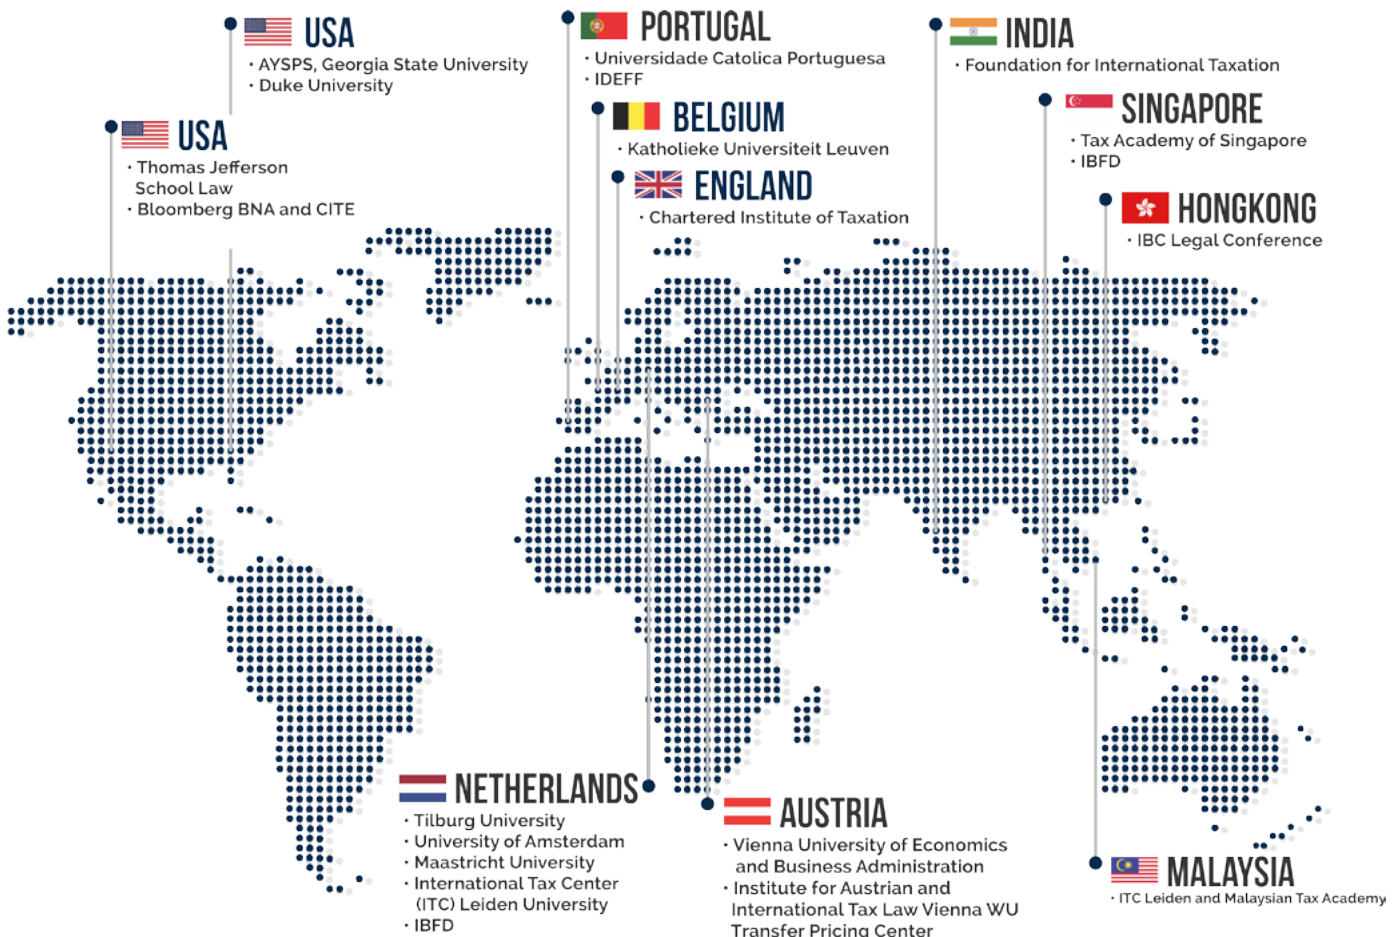 USA
· AYSPS, Georgia State University
· Duke University
USA
· Thomas Jefferson
School Law
· Bloomberg BNA and CITE
PORTUGAL
· Universidade Catolica Portuguesa
· IDEFF
BELGIUM
· Katholieke Universiteit Leuven
ENGLAND
· Chartered Institute of Taxation
INDIA
· Foundation for International Taxation
SINGAPORE
· Tax Academy of Singapore
· IBFD
HONGKONG
· IBC Legal Conference
NETHERLANDS
· Tilburg University
· University of Amsterdam
· Maastricht University
· International Tax Center
(ITC) Leiden University
· IBFD
AUSTRIA
· Vienna University of Economics
and Business Administration
· Institute for Austrian and
International Tax Law Vienna WU
Transfer Pricing Center
MALAYSIA
· ITC Leiden and Malaysian Tax Academy